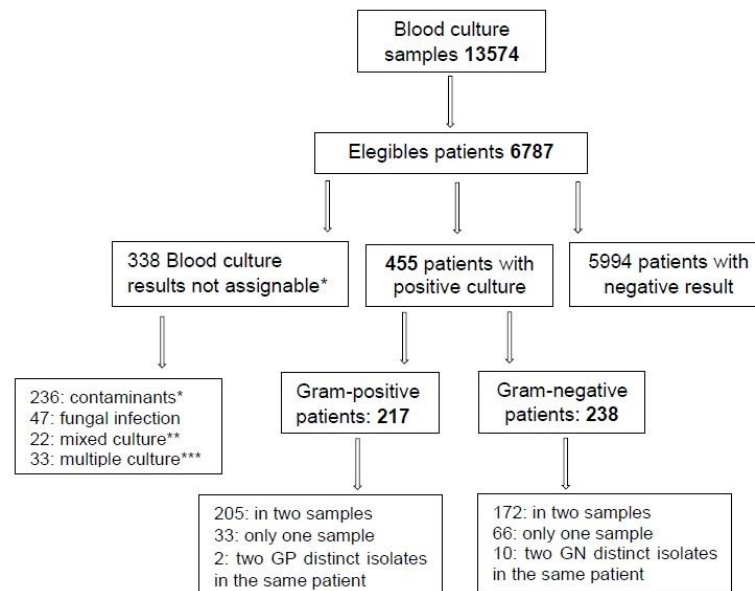 Blood culture
samples 13574
Elegibles patients 6787
338 Blood culture
results not assignable*
455 patients with
positive culture
5994 patients with
negative result
236: contaminants*
47: fungal infection
22: mixed culture**
33: multiple culture***
Gram-positive
patients: 217
Gram-negative
patients: 238
205: in two samples
33: only one sample
2: two GP distinct isolates
in the same patient
172: in two samples
66: only one sample
10: two GN distinct isolates
in the same patient